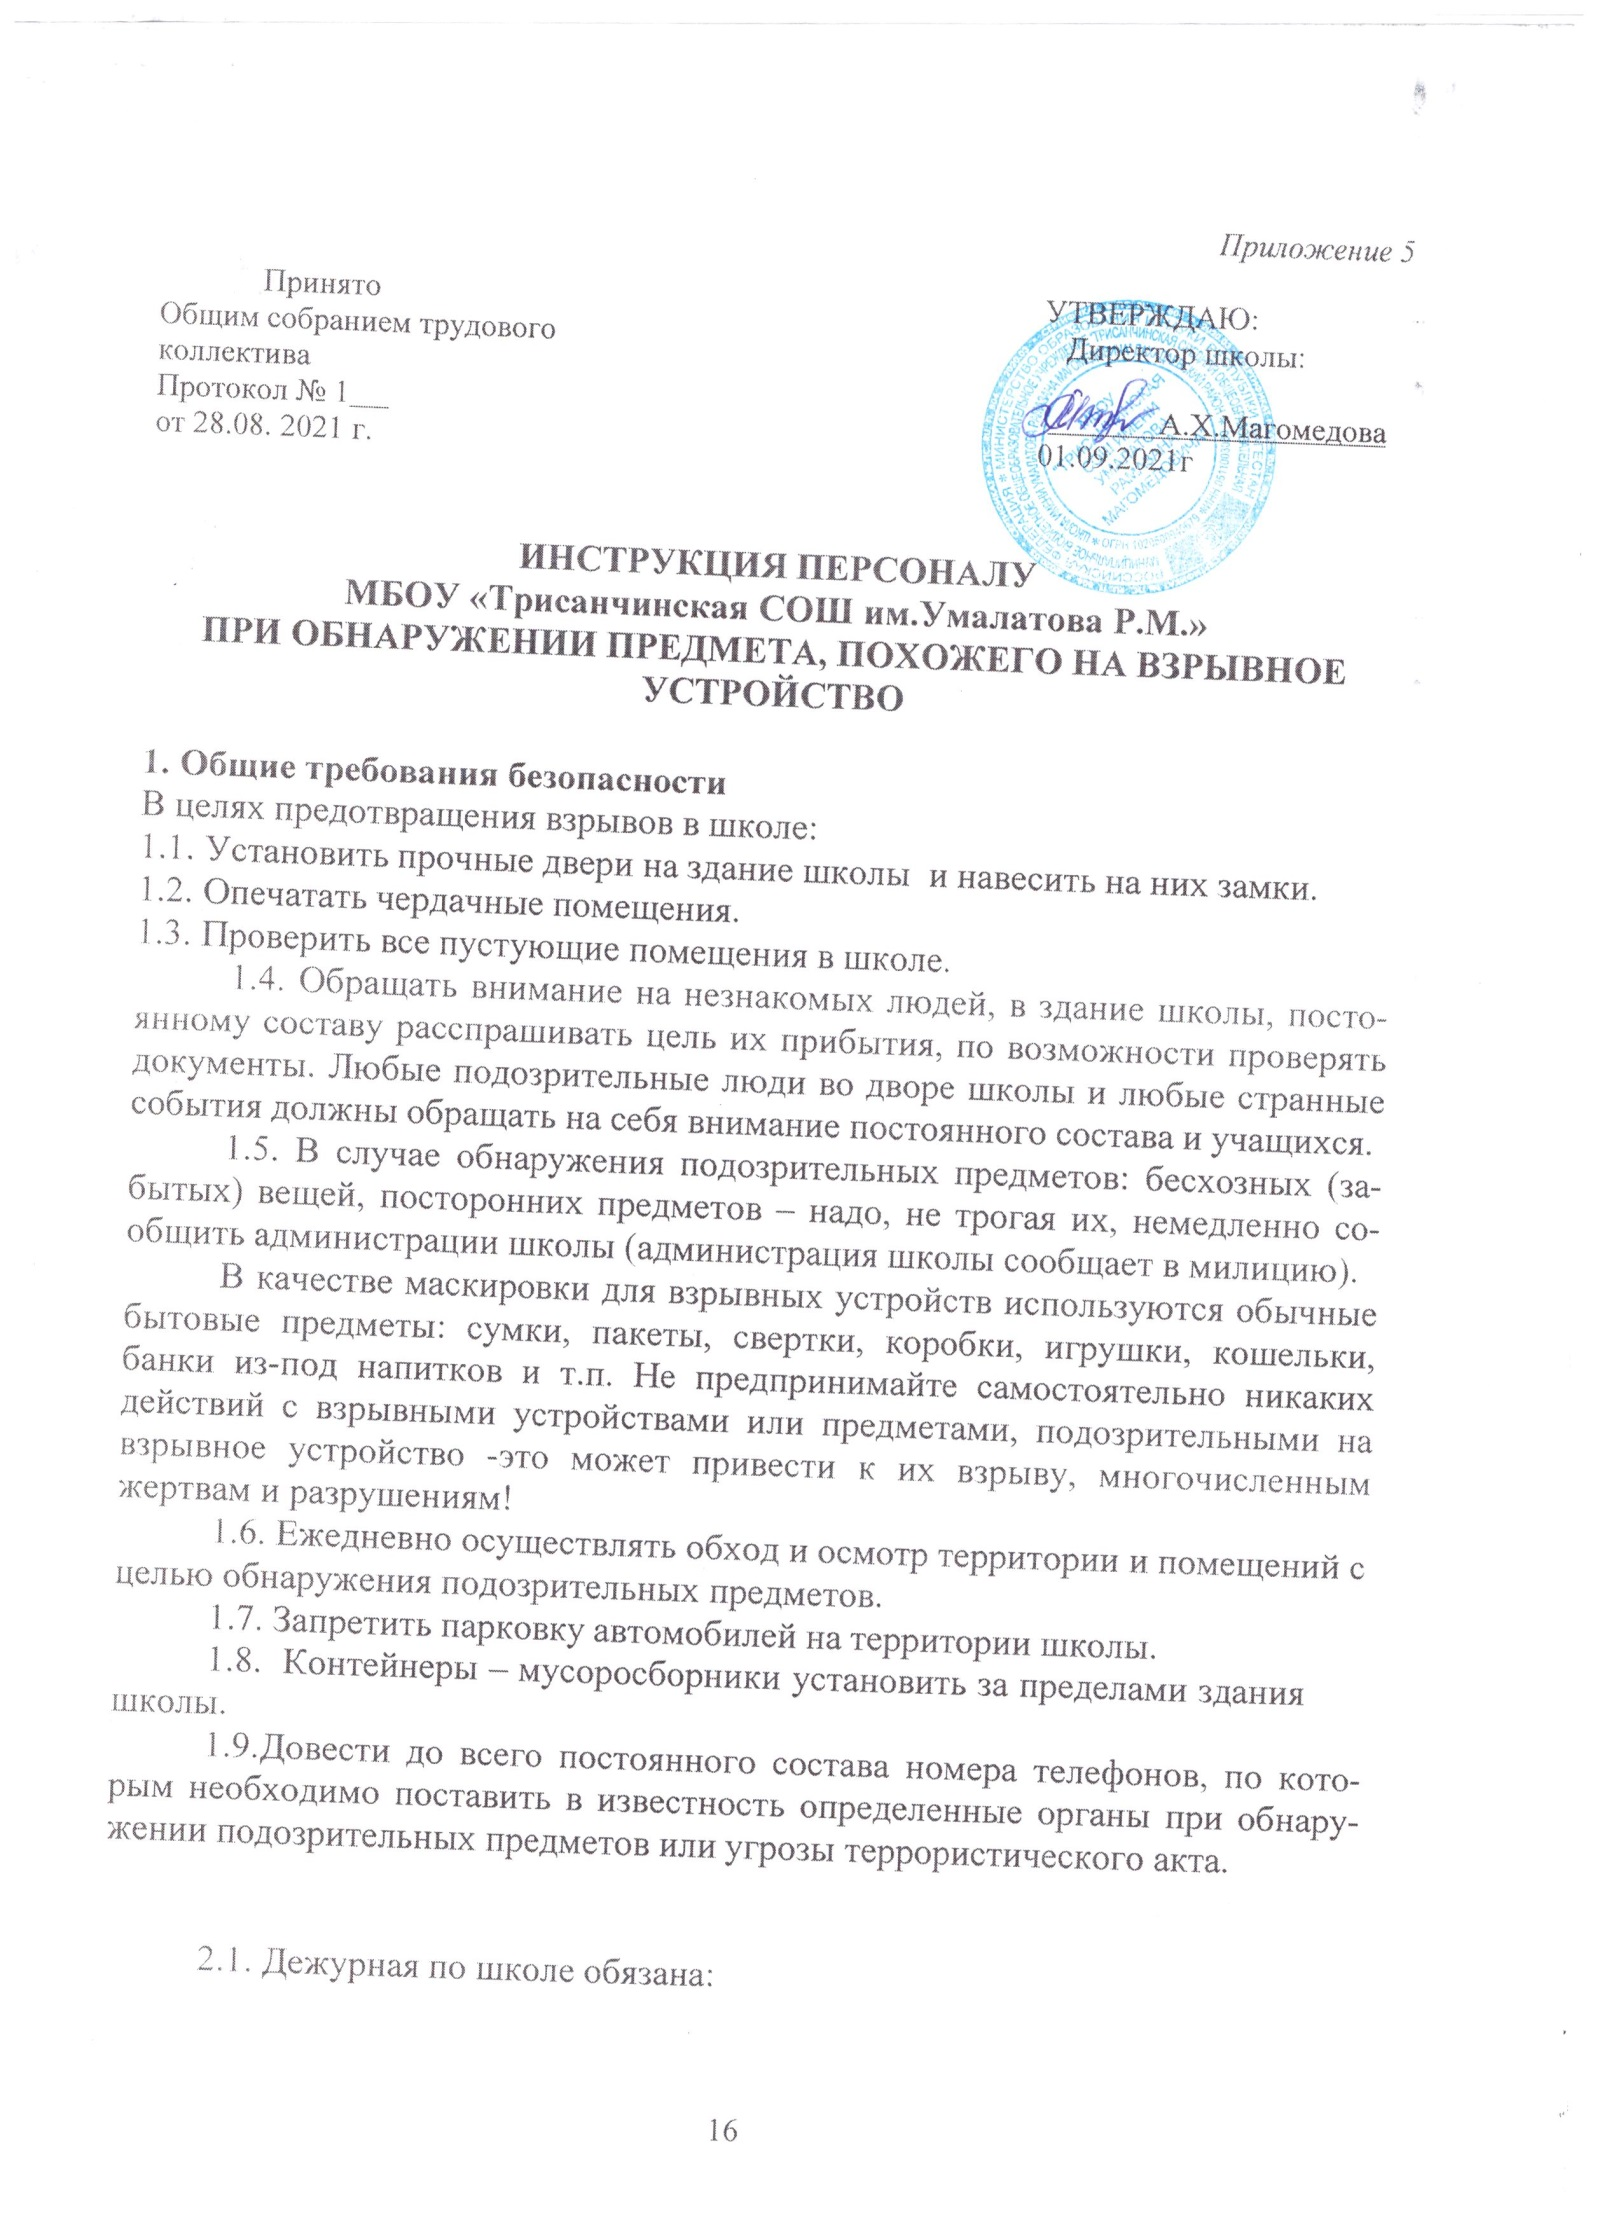 Приложение 5
Принято
Общим собранием трудового
коллектива
Протокол № 1__
от 28.08. 2021 г.
УТВЕРЖДАЮ:
Директор школы:
А.Х.Магомедова
01.09.2021г
ИНСТРУКЦИЯ ПЕРСОНАЛУ
МБОУ «Трисанчинская СОШ им.Умалатова Р.М.»
ПРИ ОБНАРУЖЕНИИ ПРЕДМЕТА, ПОХОЖЕГО НА ВЗРЫВНОЕ
УСТРОЙСТВО
1. Общие требования безопасности
В целях предотвращения взрывов в школе:
1.1. Установить прочные двери на здание школы и навесить на них замки.
1.2. Опечатать чердачные помещения.
1.3. Проверить все пустующие помещения в школе.
1.4. Обращать внимание на незнакомых людей, в здание школы, посто-
янному составу расспрашивать цель их прибытия, по возможности проверять
документы. Любые подозрительные люди во дворе школы и любые странные
события должны обращать на себя внимание постоянного состава и учащихся.
1.5. В случае обнаружения подозрительных предметов: бесхозных (за-
бытых) вещей, посторонних предметов – надо, не трогая их, немедленно со-
общить администрации школы (администрация школы сообщает в милицию).
В качестве маскировки для взрывных устройств используются обычные
бытовые предметы: сумки, пакеты, свертки, коробки, игрушки, кошельки,
банки из-под напитков и т.п. Не предпринимайте самостоятельно никаких
действий с взрывными устройствами или предметами, подозрительными на
взрывное устройство -это может привести к их взрыву, многочисленным
жертвам и разрушениям!
1.6. Ежедневно осуществлять обход и осмотр территории и помещений с
целью обнаружения подозрительных предметов.
1.7. Запретить парковку автомобилей на территории школы.
1.8. Контейнеры – мусоросборники установить за пределами здания
школы.
1.9.Довести до всего постоянного состава номера телефонов, по кото-
рым необходимо поставить в известность определенные органы при обнару-
жении подозрительных предметов или угрозы террористического акта.
2.1. Дежурная по школе обязана:
16